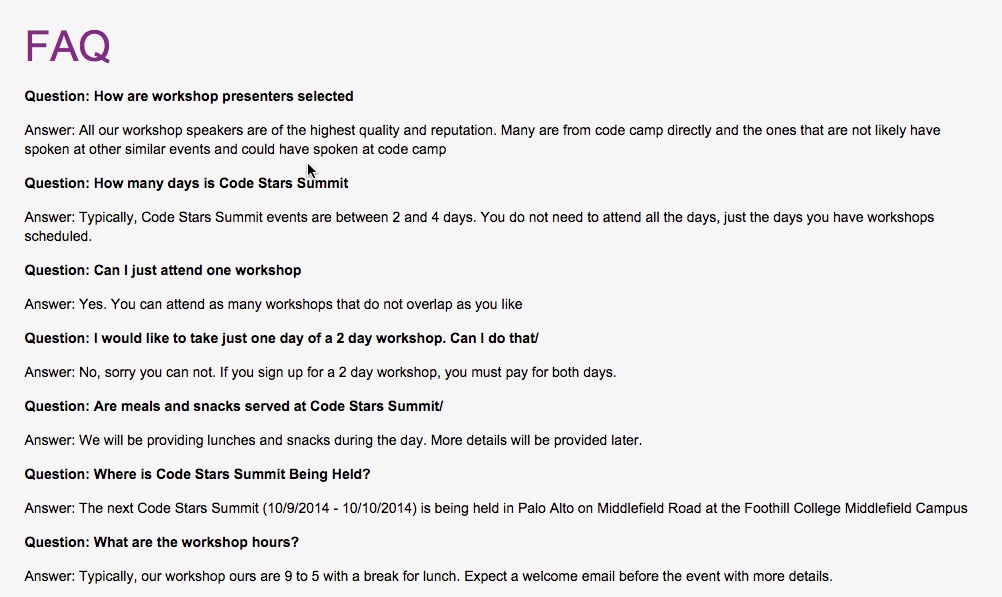 FAQ
Question: How are workshop presenters selected
Answer: All our workshop speakers are of the highest quality and reputation. Many are from code camp directly and the ones that are not likely have
spoken at other similar events and could have spoken at code camp
Question: How many days is Code Stars Summit
Answer: Typically, Code Stars Summit events are between 2 and 4 days. You do not need to attend all the days, just the days you have workshops
scheduled.
Question: Can I just attend one workshop
Answer: Yes. You can attend as many workshops that do not overlap as you like
Question: I would like to take just one day of a 2 day workshop. Can I do that/
Answer: No, sorry you can not. If you sign up for a 2 day workshop, you must pay for both days.
Question: Are meals and snacks served at Code Stars Summit/
Answer: We will be providing lunches and snacks during the day. More details will be provided later.
Question: Where is Code Stars Summit Being Held?
Answer: The next Code Stars Summit (10/9/2014 - 10/10/2014) is being held in Palo Alto on Middlefield Road at the Foothill College Middlefield Campus
Question: What are the workshop hours?
Answer: Typically, our workshop ours are 9 to 5 with a break for lunch. Expect a welcome email before the event with more details.